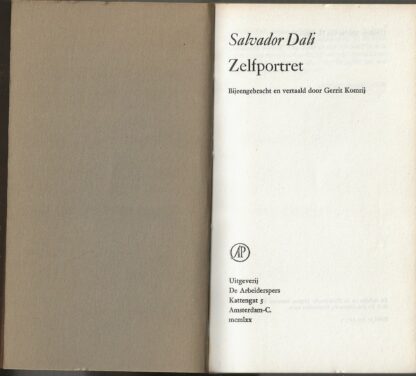 Salvador Dali
Zelfportret
Bijeengebracht en vertaald door Gerrit Komrij
AP
Uitgeverij
De Arbeiderspers
Kattengat 5
Amsterdam-C.
mcmlxx